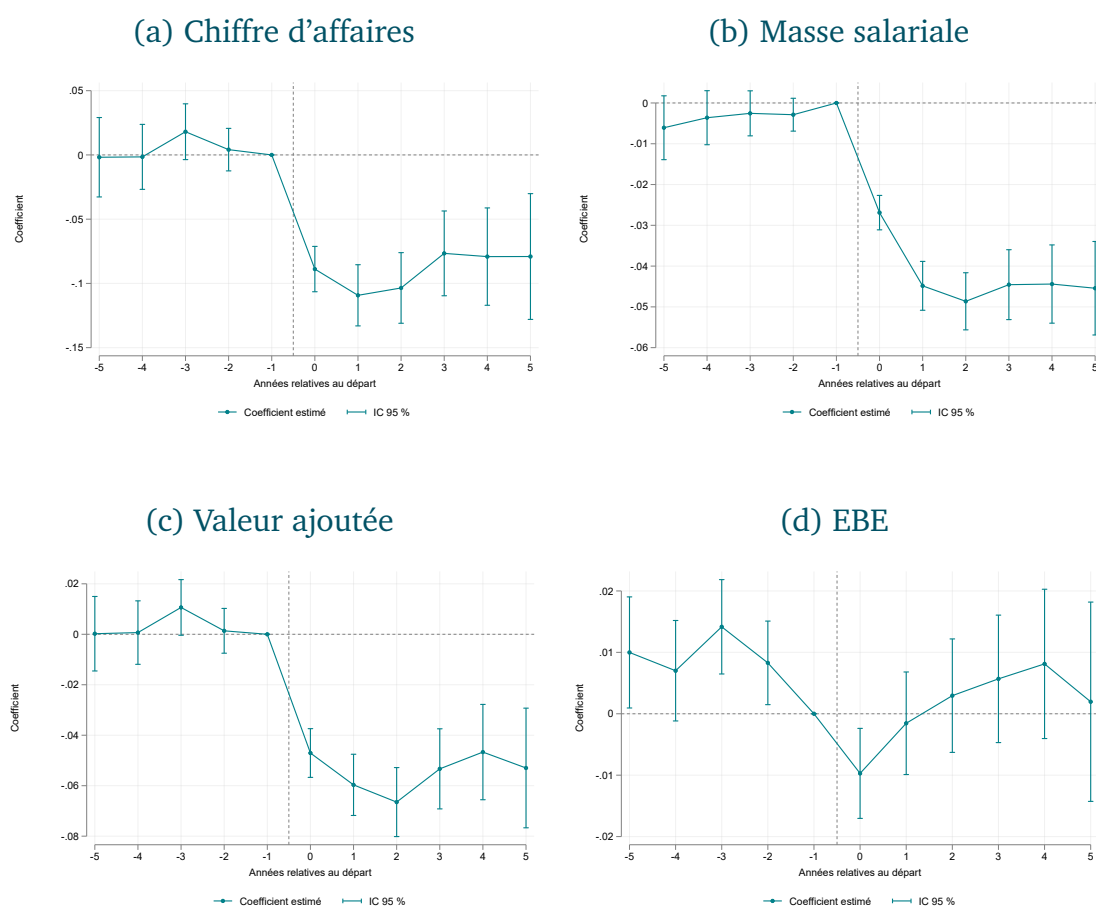 (a) Chiffre d’affaires
.05
0
-.05
-.1
-.15
Coefficient
-5 -4 -3 -2 -1 0 1 2 3 4 5
Années relatives au départ
Coefficient estimé IC 95 %
(b) Masse salariale
0
-.01
-.02
-.03
-.04
-.05
-.06
Coefficient
-5 -4 -3 -2 -1 0 1 2 3 4 5
Années relatives au départ
Coefficient estimé IC 95 %
(c) Valeur ajoutée
.02
0
-.02
-.04
-.06
-.08
Coefficient
-5 -4 -3 -2 -1 0 1 2 3 4 5
Années relatives au départ
Coefficient estimé IC 95 %
(d) EBE
.02
.01
0
-.01
-.02
Coefficient
-5 -4 -3 -2 -1 0 1 2 3 4 5
Années relatives au départ
Coefficient estimé IC 95 %